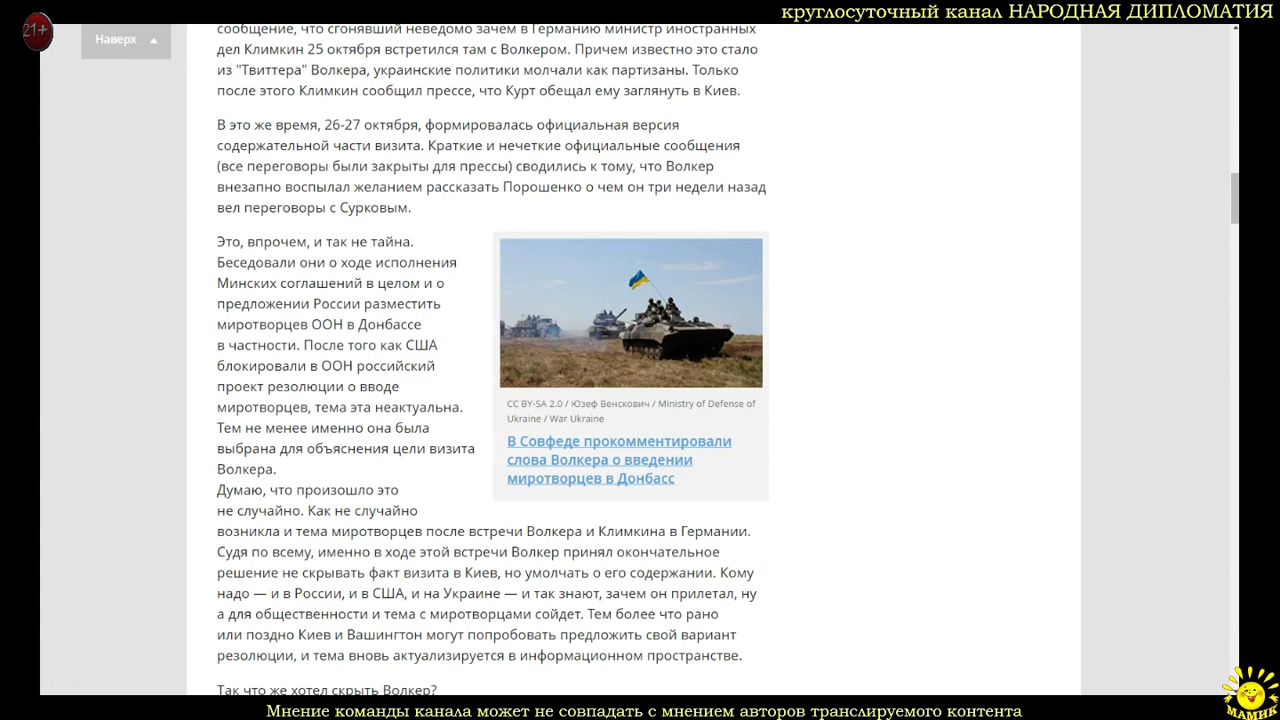 круглосуточный канал НАРОДНАЯ ДИПЛОМАТИЯ
21+
Наверх
сообщение, что сгонявший неведомо зачем в Германию министр иностранных
дел Климкин 25 октября встретился там с Волкером. Причем известно это стало
из "Твиттера" Волкера, украинские политики молчали как партизаны. Только
после этого Климкин сообщил прессе, что Курт обещал ему заглянуть в Киев.
В это же время, 26-27 октября, формировалась официальная версия
содержательной части визита. Краткие и нечеткие официальные сообщения
(все переговоры были закрыты для прессы) сводились к тому, что Волкер
внезапно воспылал желанием рассказать Порошенко о чем он три недели назад
вел переговоры с Сурковым.
Это, впрочем, и так не тайна.
Беседовали они о ходе исполнения
Минских соглашений в целом и о
предложении России разместить
миротворцев ООН в Донбассе
в частности. После того как США
блокировали в ООН российский
проект резолюции о вводе
миротворцев, тема эта неактуальна.
Тем не менее именно она была
выбрана для объяснения цели визита
Волкера.
Думаю, что произошло это
не случайно. Как не случайно
возникла и тема миротворцев после встречи Волкера и Климкина в Германии.
Судя по всему, именно в ходе этой встречи Волкер принял окончательное
решение не скрывать факт визита в Киев, но умолчать о его содержании. Кому
надо — и в России, и в США, и на Украине — и так знают, зачем он прилетал, ну
а для общественности и тема с миротворцами сойдет. Тем более что рано
или поздно Киев и Вашингтон могут попробовать предложить свой вариант
резолюции, и тема вновь актуализируется в информационном пространстве.
Так что же хотел скрыть Волкер?
CC BY-SA 2.0 / Юзеф Венскович / Ministry of Defense of
Ukraine / War Ukraine
В Совфеде прокомментировали
слова Волкера о введении
миротворцев в Донбасс
МАМИК
Мнение команды канала может не совпадать с мнением авторов транслируемого контента